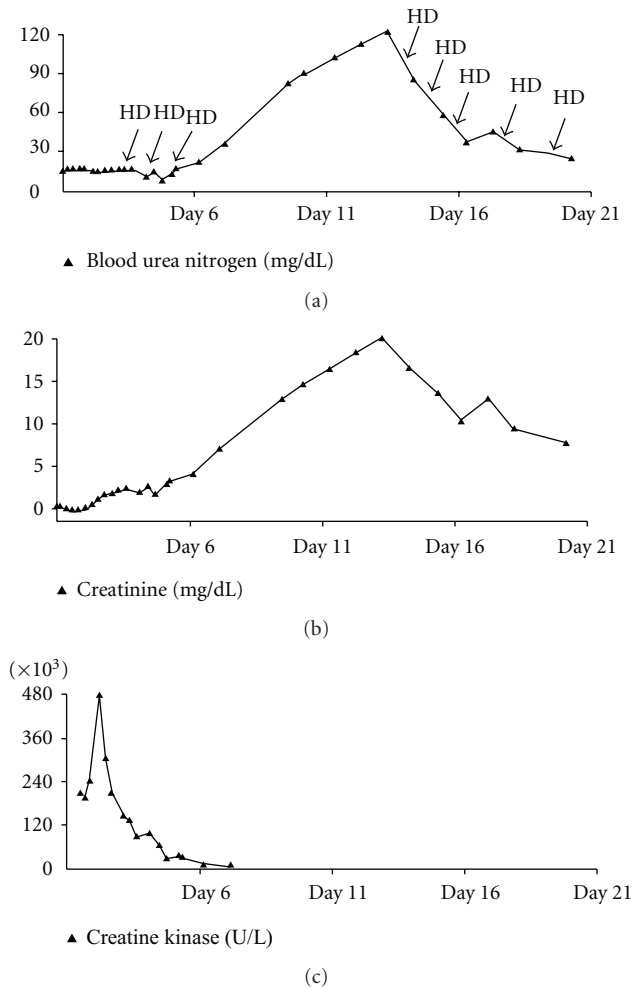 HD
120
HD
90
HD
HD
HD
60
HD HD HD
30
0
Day 6 Day 11 Day 16 Day 21
▲ Blood urea nitrogen (mg/dL)
(a)
20
15
10
5
0
Day 6 Day 11 Day 16 Day 21
▲ Creatinine (mg/dL)
(b)
(×10³)
480
360
240
120
0
Day 6 Day 11 Day 16 Day 21
▲ Creatine kinase (U/L)
(c)